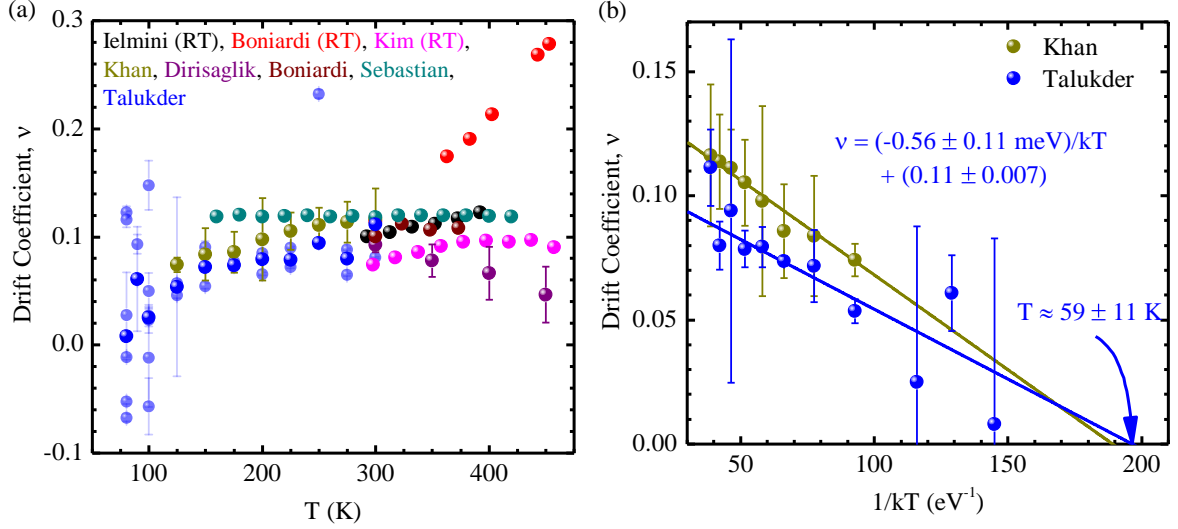 (a)
Ielmini (RT), Boniardi (RT), Kim (RT),
Khan, Dirisaglik, Boniardi, Sebastian,
Talukder
Drift Coefficient, ν
0.3
0.2
0.1
0.0
-0.1
100
200
300
400
T (K)
(b)
Khan
Talukder
ν = (-0.56 ± 0.11 meV)/kT
+ (0.11 ± 0.007)
T ≈ 59 ± 11 K
Drift Coefficient, ν
0.15
0.10
0.05
0.00
50
100
150
200
1/kT (eV⁻¹)